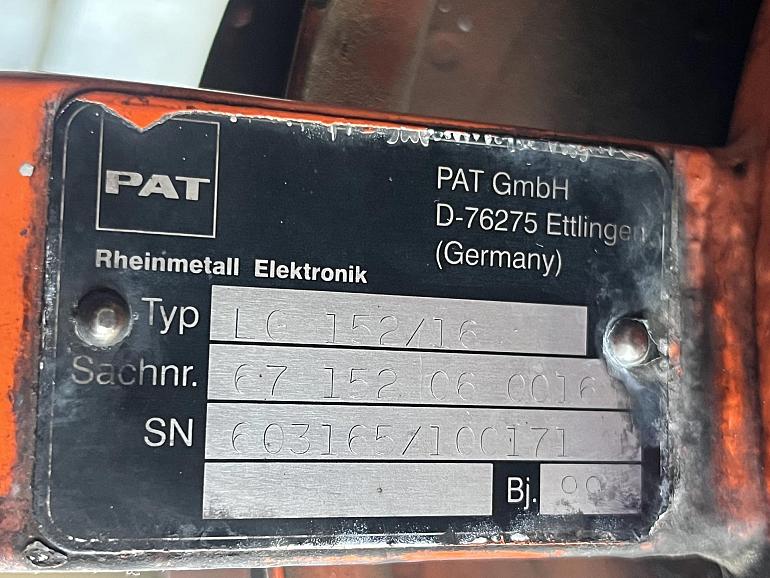 PAT
PAT GmbH
D-76275 Ettlingen
(Germany)
Rheinmetall Elektronik
Typ LG 152/16
Sachnr. 67 152 06 0016
SN 603165/100171
Bj. 99